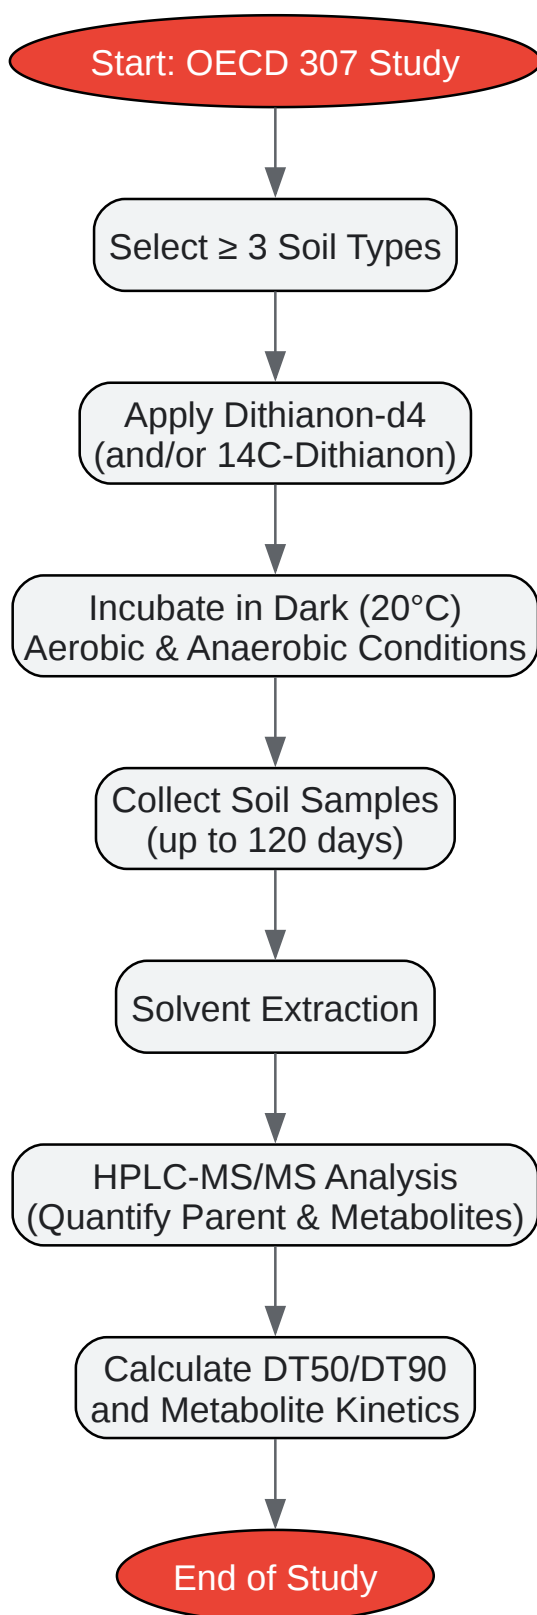 Start: OECD 307 Study
Select ≥ 3 Soil Types
Apply Dithianon-d4
(and/or 14C-Dithianon)
Incubate in Dark (20°C)
Aerobic & Anaerobic Conditions
Collect Soil Samples
(up to 120 days)
Solvent Extraction
HPLC-MS/MS Analysis
(Quantify Parent & Metabolites)
Calculate DT50/DT90
and Metabolite Kinetics
End of Study